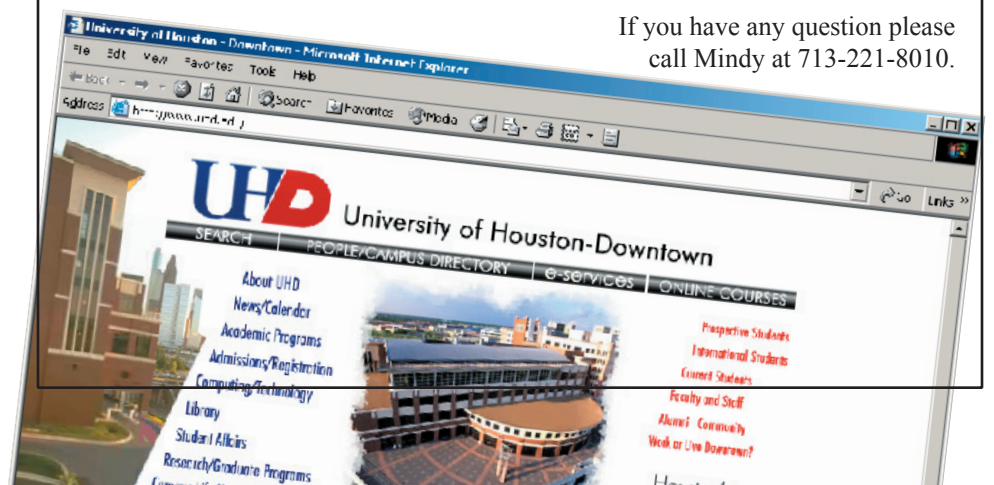 If you have any question please
call Mindy at 713-221-8010.
University of Houston - Downtown - Microsoft Internet Explorer
File Edt View Favorites Tools Help
Back Search Favorites Media
Address
Go Links »
UHD
University of Houston-Downtown
SEARCH PEOPLE/CAMPUS DIRECTORY e-services ONLINE COURSES
About UHD
News/Calendar
Academic Programs
Admissions/Registration
Computing/Technology
Library
Student Affairs
Research/Graduate Programs
Prospective Students
International Students
Current Students
Faculty and Staff
Alumni Community
Work or Live Downtown?